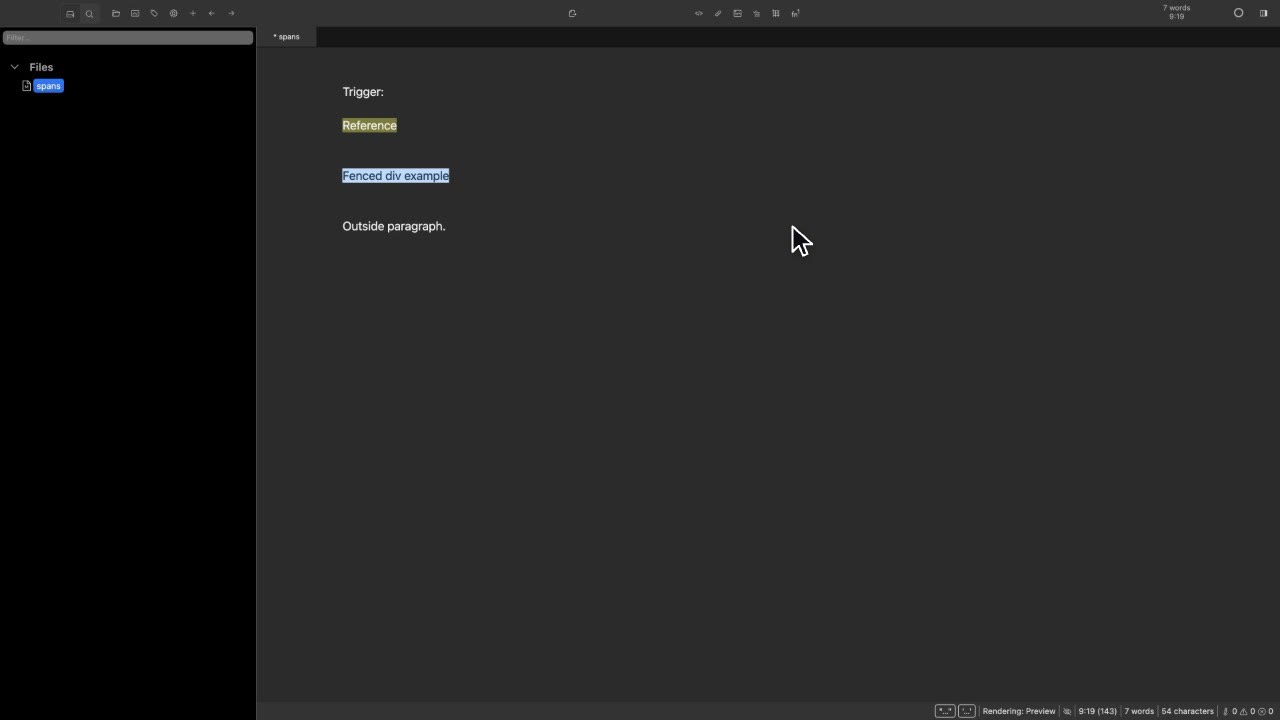 7 words
9:19
Filter...
* spans
Files
spans
Trigger:
Reference
Fenced div example
Outside paragraph.
Rendering: Preview 9:19 (143) 7 words 54 characters 0 0 0